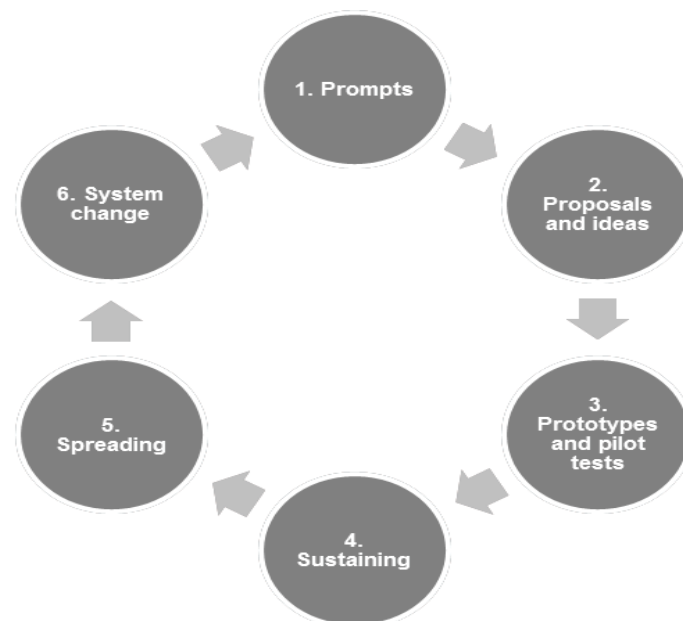 1. Prompts
2.
Proposals
and ideas
3.
Prototypes
and pilot
tests
4.
Sustaining
5.
Spreading
6. System
change